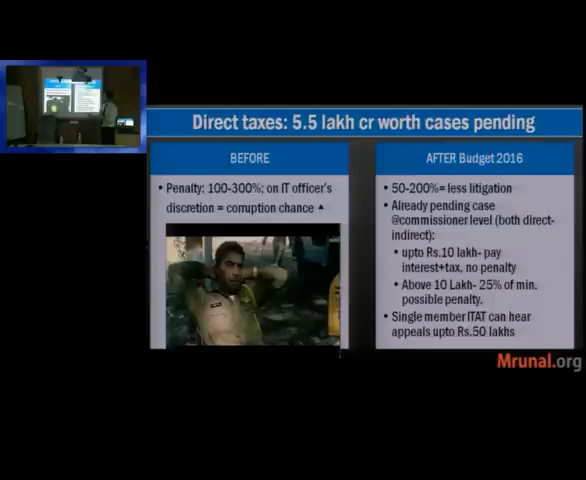 Direct taxes: 5.5 lakh cr worth cases pending
BEFORE
• Penalty: 100-300%; on IT officer's
discretion = corruption chance ▲
AFTER Budget 2016
• 50-200%= less litigation
• Already pending case
@commissioner level (both direct-
indirect):
• upto Rs.10 lakh- pay
interest+tax, no penalty
• Above 10 Lakh- 25% of min.
possible penalty.
• Single member ITAT can hear
appeals upto Rs.50 lakhs
Mrunal.org